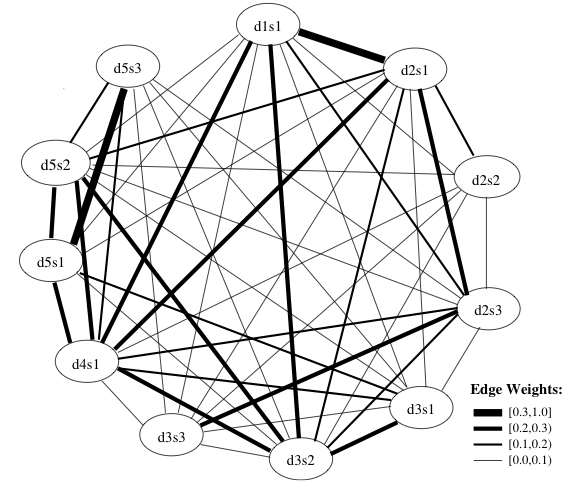 d1s1
d5s3
d2s1
d5s2
d2s2
d5s1
d2s3
d4s1
d3s1
d3s3
d3s2
Edge Weights:
[0.3,1.0]
[0.2,0.3)
[0.1,0.2)
[0.0,0.1)